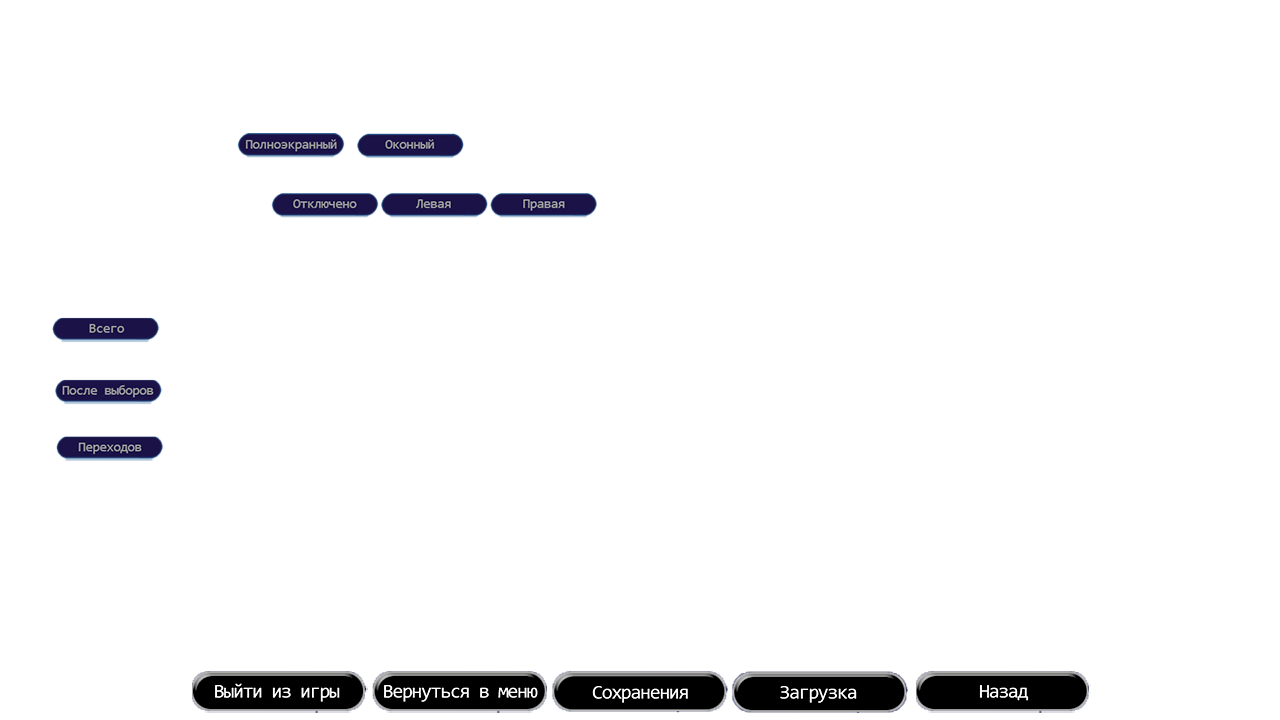 Полноэкранный Оконный
Отключено Левая Правая
Всего
После выборов
Переходов
Выйти из игры Вернуться в меню Сохранения Загрузка Назад